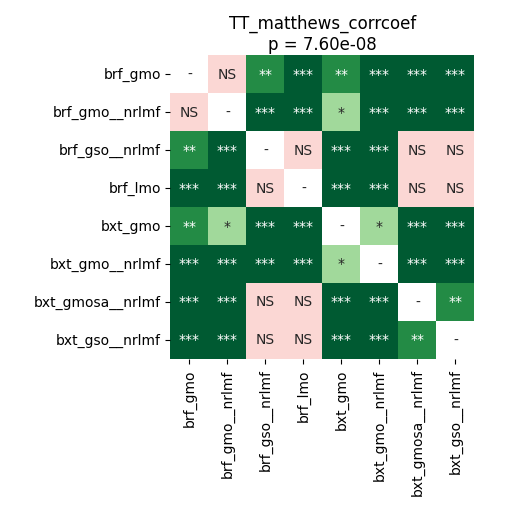 TT_matthews_corrcoef
p = 7.60e-08
brf_gmo - NS ** *** ** *** *** ***
brf_gmo__nrlmf NS - *** *** * *** *** ***
brf_gso__nrlmf ** *** - NS *** *** NS NS
brf_lmo *** *** NS - *** *** NS NS
bxt_gmo ** * *** *** - * *** ***
bxt_gmo__nrlmf *** *** *** *** * - *** ***
bxt_gmosa__nrlmf *** *** NS NS *** *** - **
bxt_gso__nrlmf *** *** NS NS *** *** ** -
brf_gmo
brf_gmo__nrlmf
brf_gso__nrlmf
brf_lmo
bxt_gmo
bxt_gmo__nrlmf
bxt_gmosa__nrlmf
bxt_gso__nrlmf